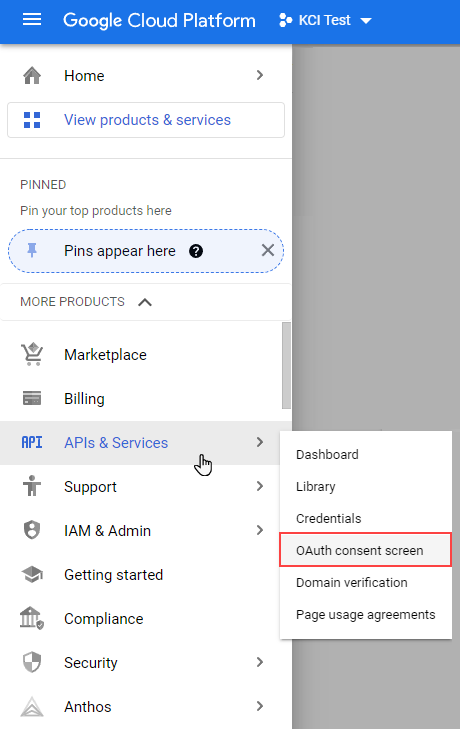 Google Cloud Platform
KCI Test
Home
View products & services
PINNED
Pin your top products here
Pins appear here ?
MORE PRODUCTS
Marketplace
Billing
API APIs & Services
Dashboard
Library
Credentials
OAuth consent screen
Domain verification
Page usage agreements
Support
IAM & Admin
Getting started
Compliance
Security
Anthos